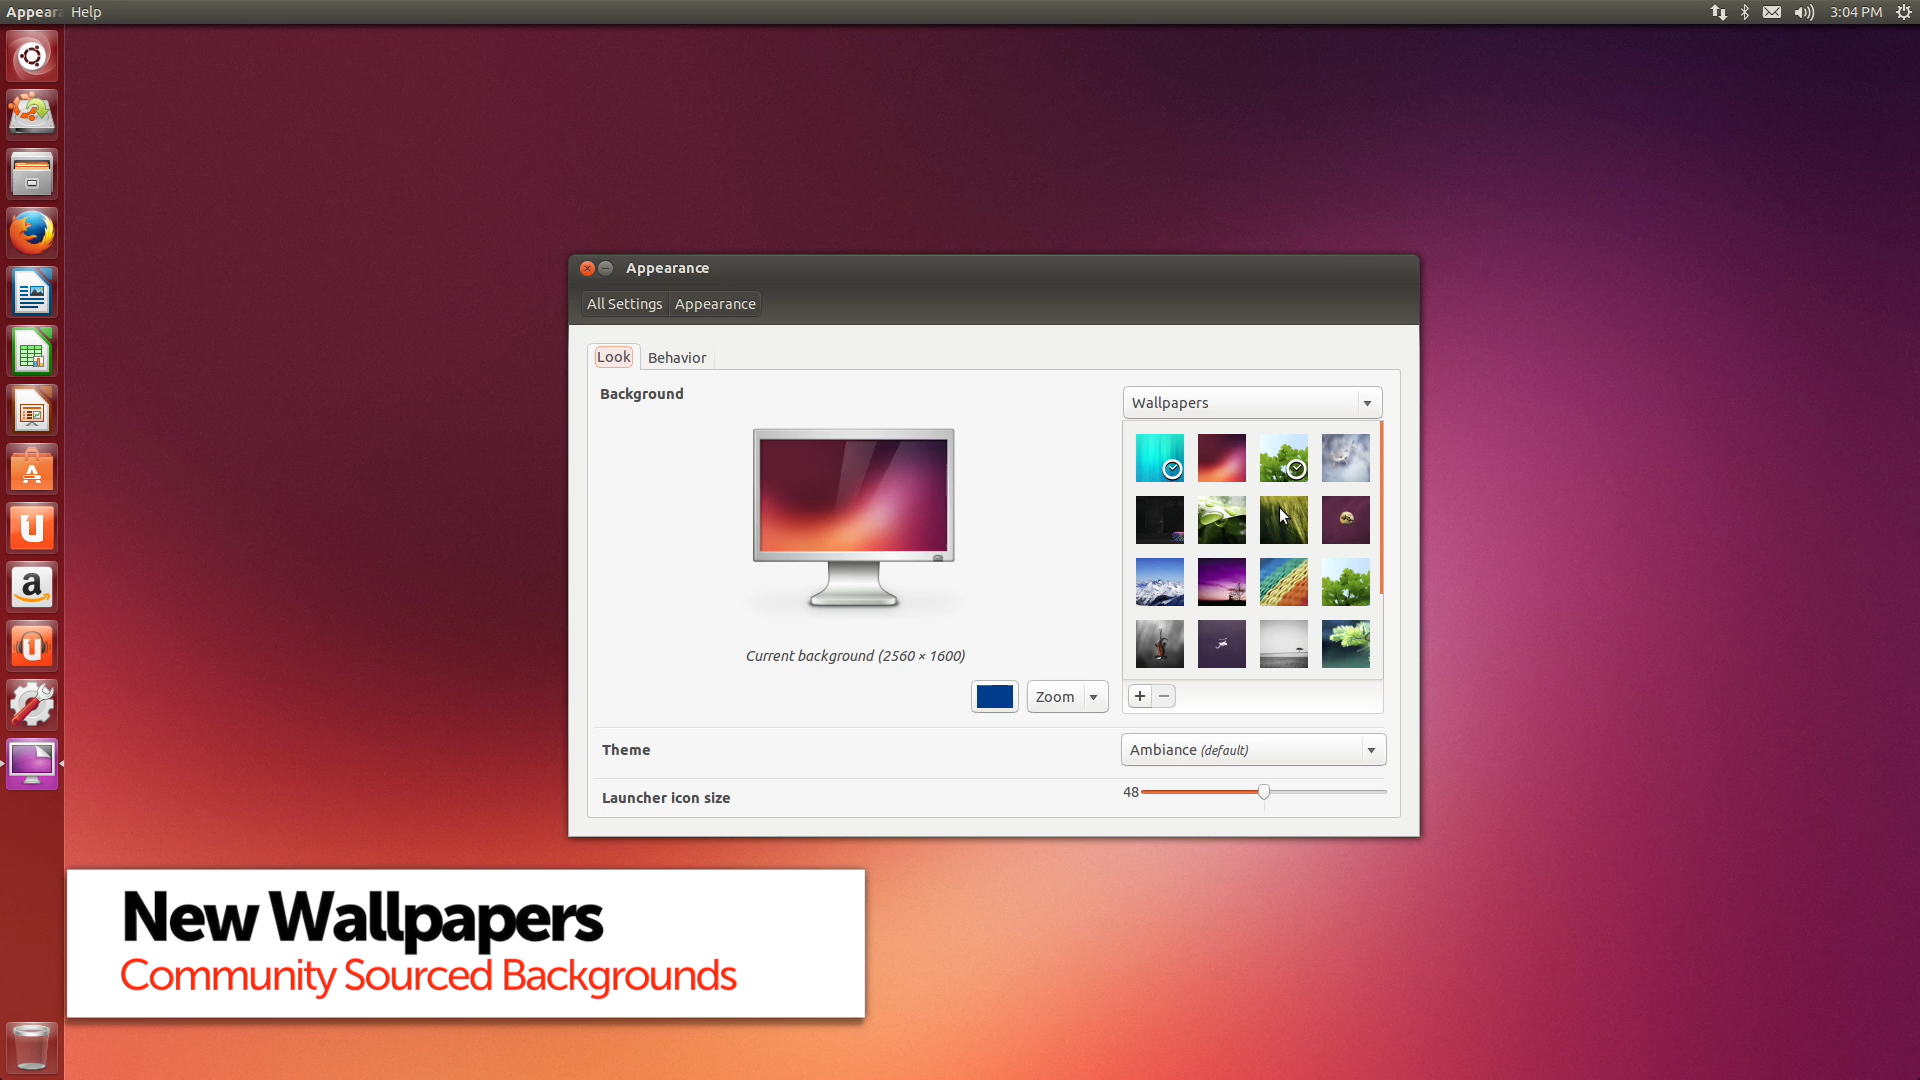 Appear Help
3:04 PM
Appearance
All Settings Appearance
Look Behavior
Background
Wallpapers
Current background (2560 × 1600)
Zoom
Theme
Ambiance (default)
Launcher icon size
48
New Wallpapers
Community Sourced Backgrounds